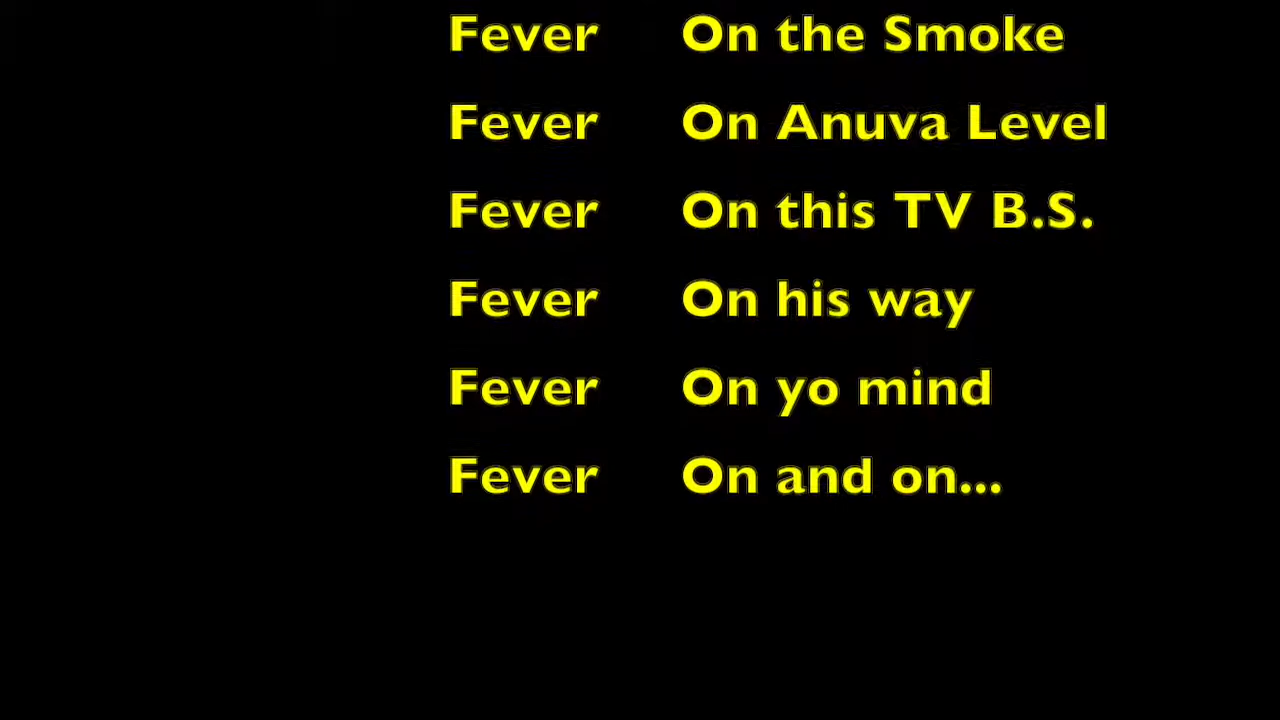 Fever On the Smoke
Fever On Anuva Level
Fever On this TV B.S.
Fever On his way
Fever On yo mind
Fever On and on...